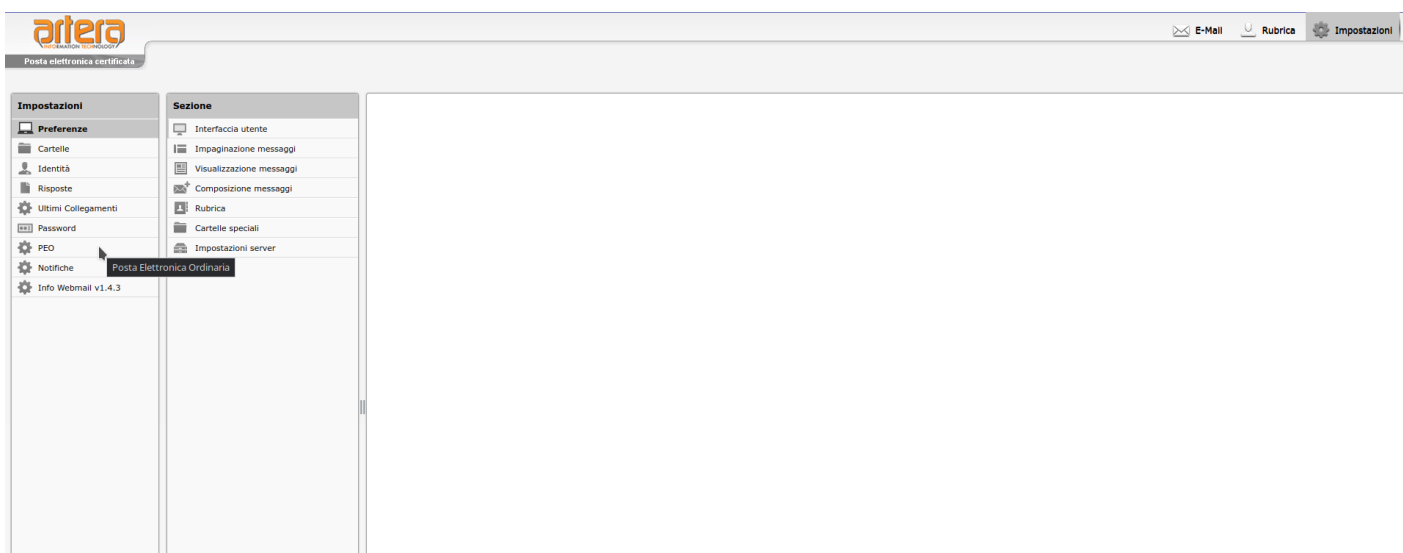 artera
INFORMATION TECHNOLOGY
E-Mail
Rubrica
Impostazioni
Posta elettronica certificata
Impostazioni
Preferenze
Cartelle
Identità
Risposte
Ultimi Collegamenti
Password
PEO
Notifiche
Info Webmail v1.4.3
Posta Elettronica Ordinaria
Sezione
Interfaccia utente
Impaginazione messaggi
Visualizzazione messaggi
Composizione messaggi
Rubrica
Cartelle speciali
Impostazioni server